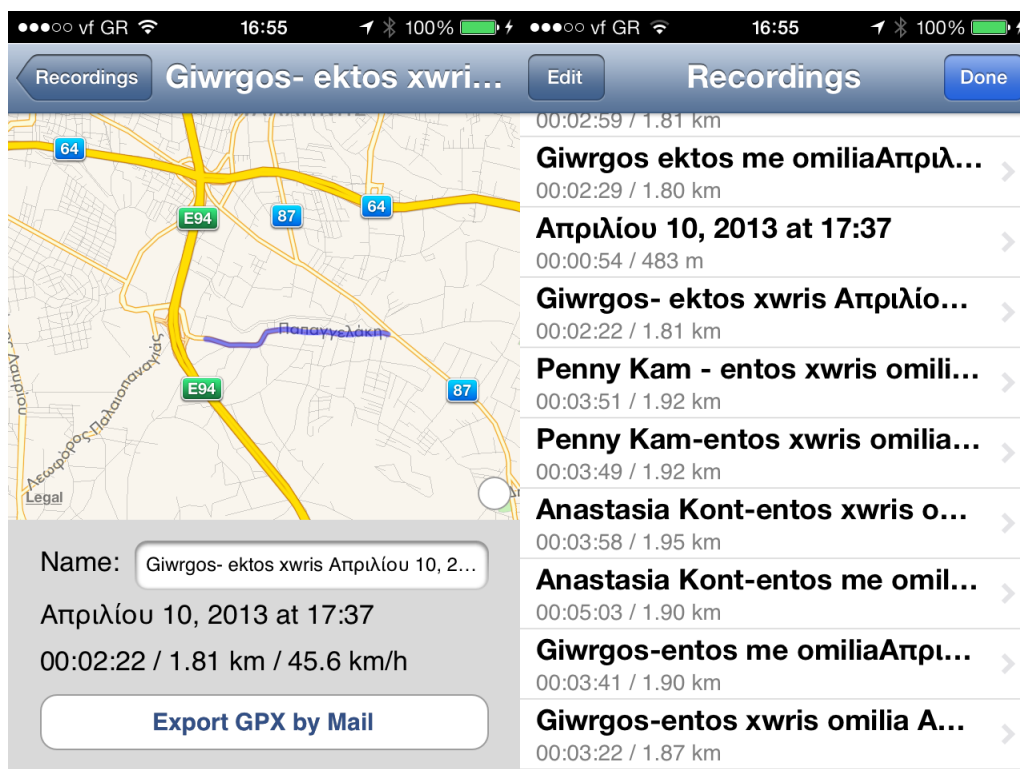 vf GR 16:55 100%
Recordings Giwrgos- ektos xwri...
64
E94
87
64
Παπαγγελάκη
E94
87
Λεωφόρος Παλαιοπαναγιάς
Λαυρίου
Legal
Name: Giwrgos- ektos xwris Απριλίου 10, 2...
Απριλίου 10, 2013 at 17:37
00:02:22 / 1.81 km / 45.6 km/h
Export GPX by Mail
vf GR 16:55 100%
Edit Recordings Done
00:02:59 / 1.81 km
Giwrgos ektos me omiliaΑπριλ...
00:02:29 / 1.80 km
Απριλίου 10, 2013 at 17:37
00:00:54 / 483 m
Giwrgos- ektos xwris Απριλίο...
00:02:22 / 1.81 km
Penny Kam - entos xwris omili...
00:03:51 / 1.92 km
Penny Kam-entos xwris omilia...
00:03:49 / 1.92 km
Anastasia Kont-entos xwris o...
00:03:58 / 1.95 km
Anastasia Kont-entos me omil...
00:05:03 / 1.90 km
Giwrgos-entos me omiliaΑπρι...
00:03:41 / 1.90 km
Giwrgos-entos xwris omilia Α...
00:03:22 / 1.87 km